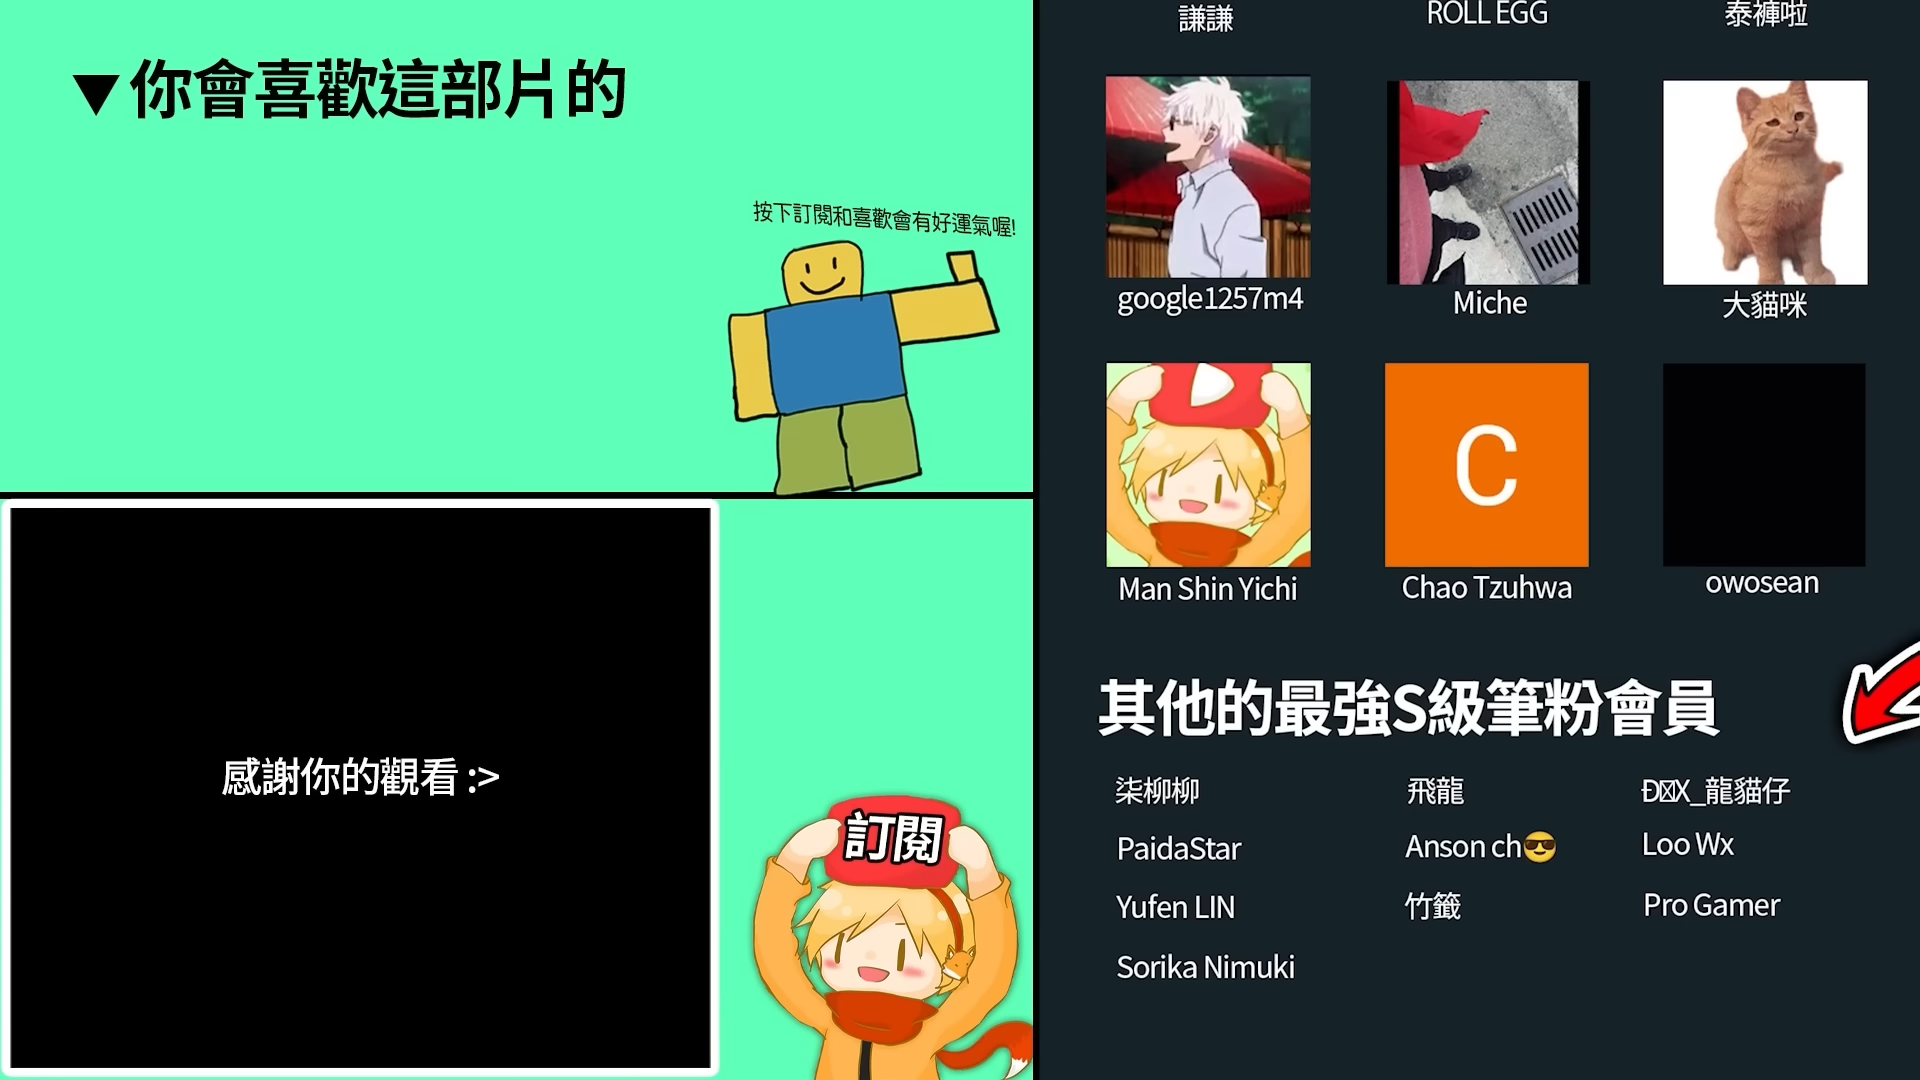 ▼你會喜歡這部片的
按下訂閱和喜歡會有好運氣喔!
感謝你的觀看 :>
訂閱
謙謙
ROLL EGG
泰褲啦
google1257m4
Miche
大貓咪
C
Man Shin Yichi
Chao Tzuhwa
owosean
其他的最強S級筆粉會員
柒柳柳
飛龍
PaidaStar
Anson ch😎
Loo Wx
Yufen LIN
竹籤
Pro Gamer
Sorika Nimuki